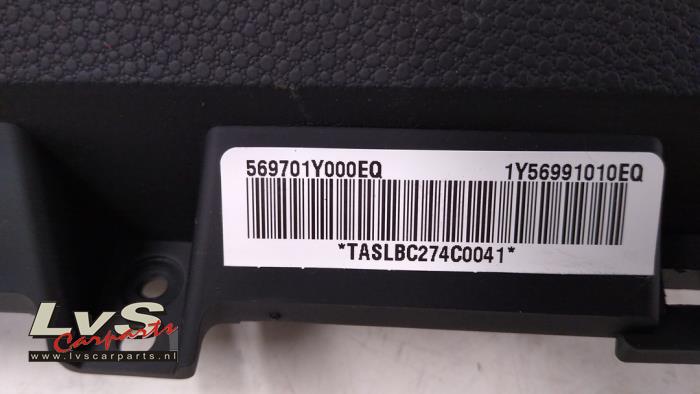 569701Y000EQ 1Y56991010EQ
*TASLBC274C0041*
LvS
Carparts
www.lvscarparts.nl